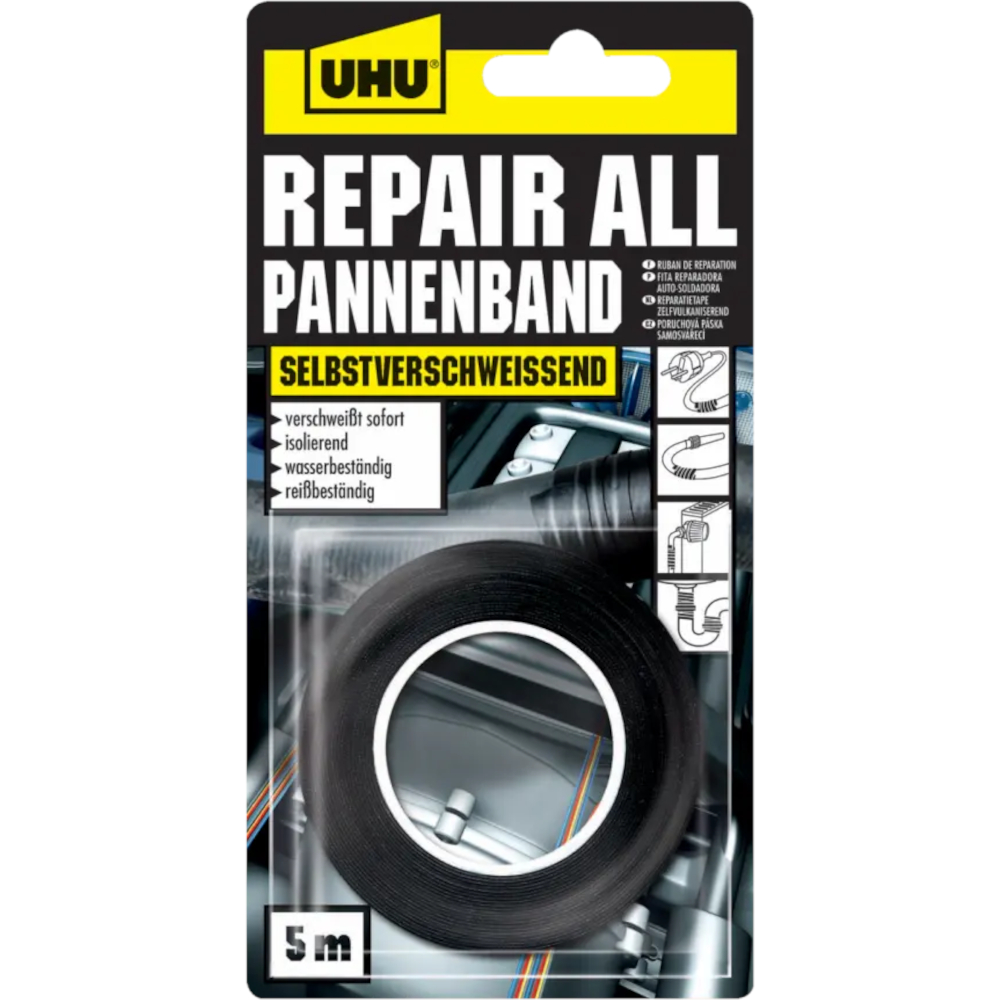 UHU®
REPAIR ALL
PANNENBAND
F RUBAN DE REPARATION
P FITA REPARADORA
AUTO-SOLDADORA
NL REPARATIETAPE
ZELFVULKANISEREND
CZ PORUCHOVÁ PÁSKA
SAMOSVAŘECÍ
SELBSTVERSCHWEISSEND
verschweißt sofort
isolierend
wasserbeständig
reißbeständig
5 m